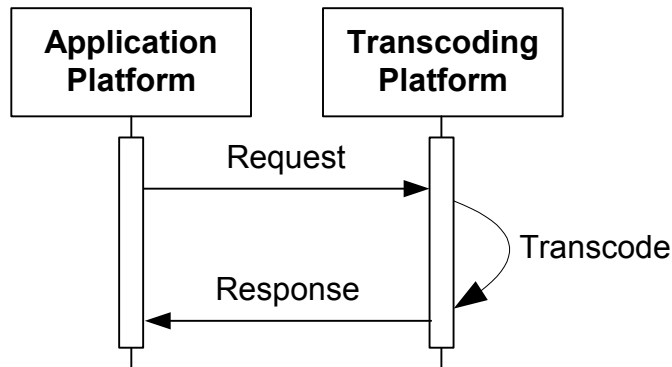 Application
Platform
Transcoding
Platform
Request
Transcode
Response